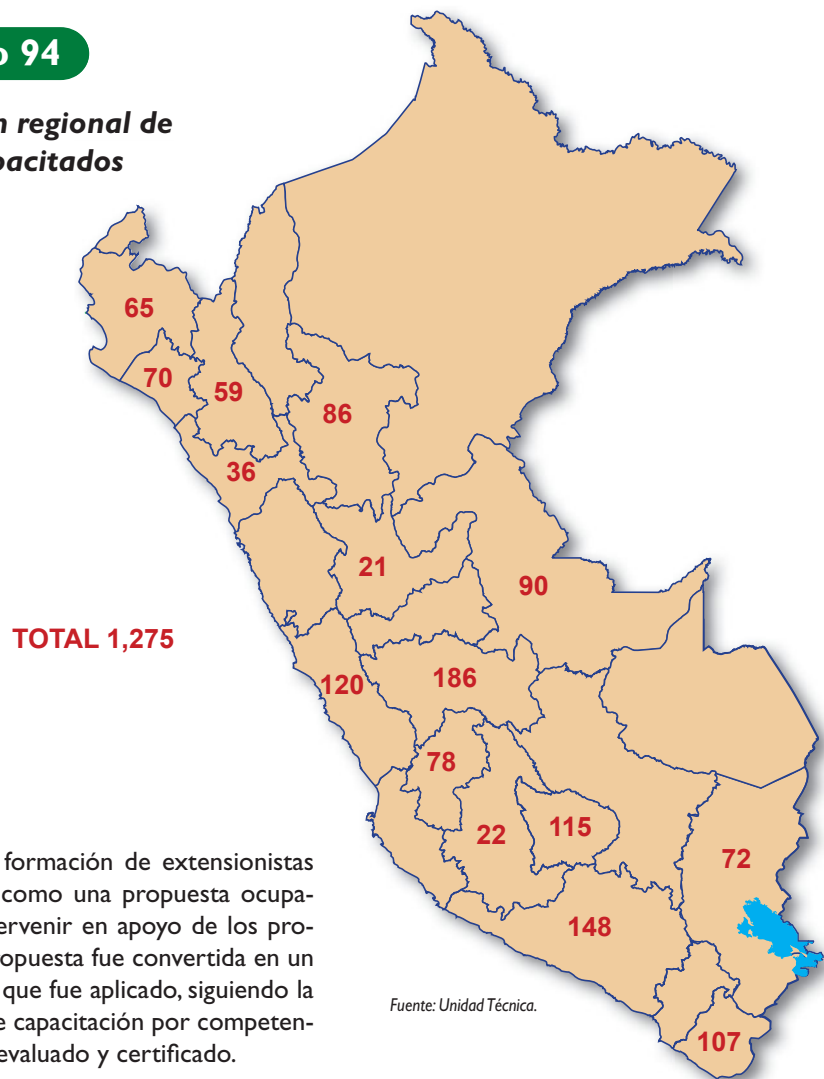 o 94
n regional de
pacitados
65
70
59
86
36
21
90
TOTAL 1,275
120
186
78
22
115
72
148
107
formación de extensionistas
como una propuesta ocupa-
ervenir en apoyo de los pro-
opuesta fue convertida en un
que fue aplicado, siguiendo la
e capacitación por competen-
evaluado y certificado.
Fuente: Unidad Técnica.